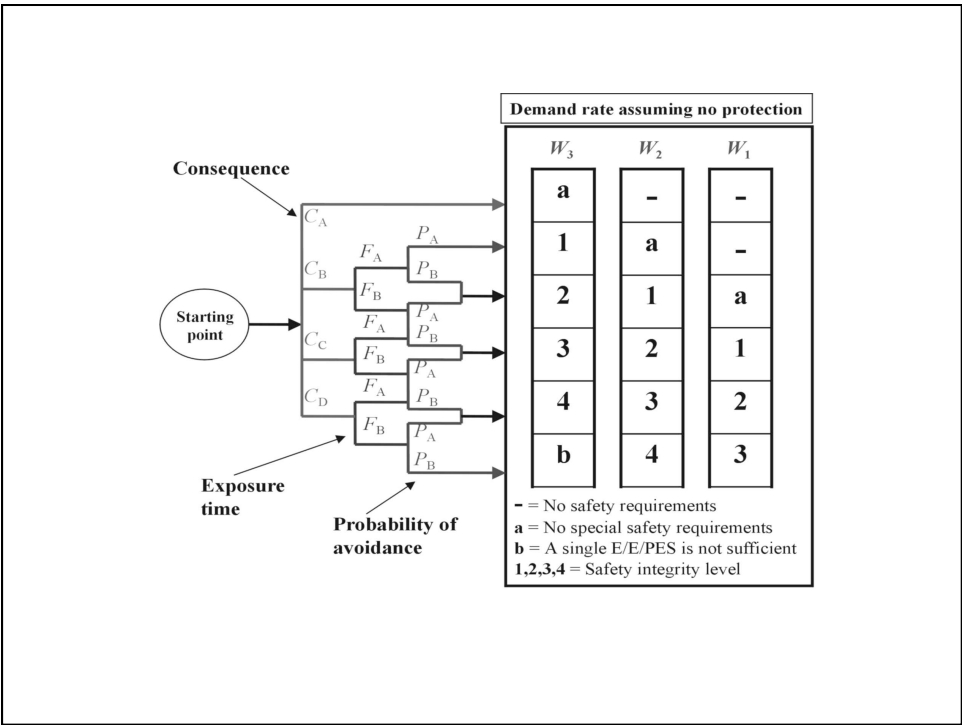 Demand rate assuming no protection
W3 W2 W1
Consequence
a - -
CA
PA
1 a -
FA
CB
PB
FB
2 1 a
PA
Starting
point
FA
PB
CC
3 2 1
FB
PA
FA
CD
PB
4 3 2
FB
PA
PB
b 4 3
Exposure
time
Probability of
avoidance
- = No safety requirements
a = No special safety requirements
b = A single E/E/PES is not sufficient
1,2,3,4 = Safety integrity level